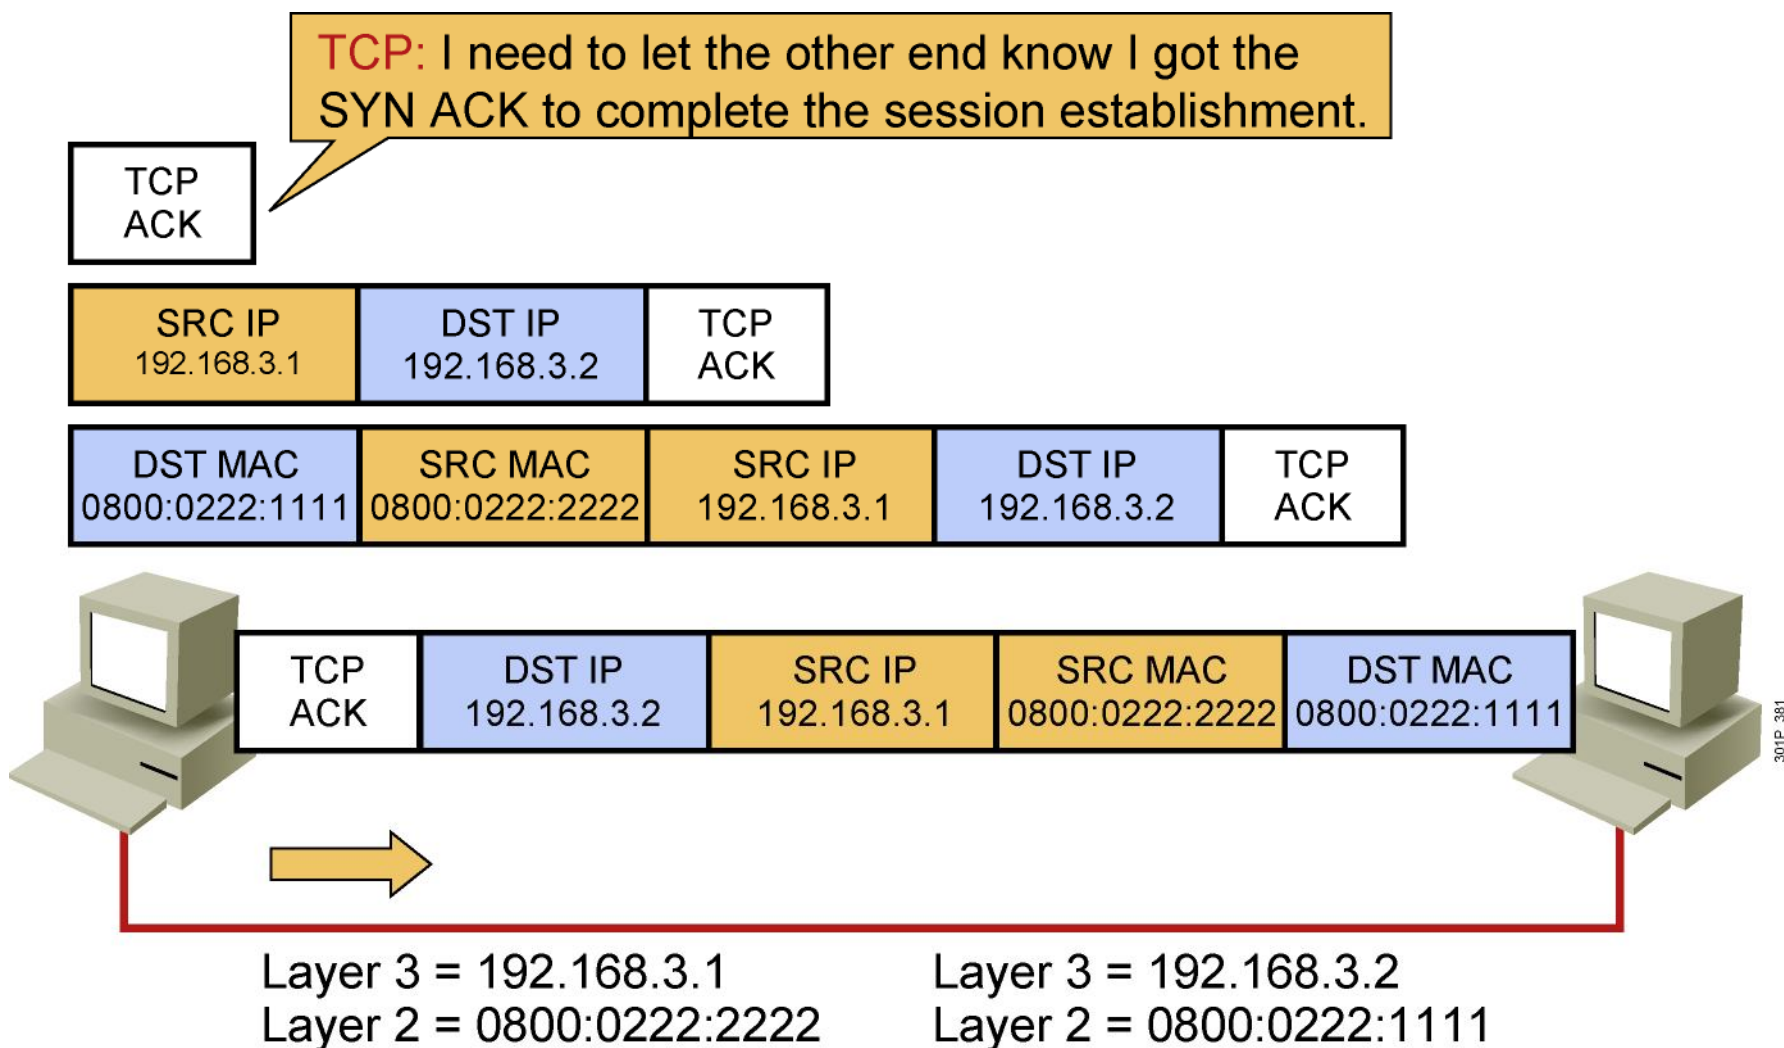 TCP: I need to let the other end know I got the
SYN ACK to complete the session establishment.
TCP
ACK
SRC IP
192.168.3.1
DST IP
192.168.3.2
TCP
ACK
DST MAC
0800:0222:1111
SRC MAC
0800:0222:2222
SRC IP
192.168.3.1
DST IP
192.168.3.2
TCP
ACK
TCP
ACK
DST IP
192.168.3.2
SRC IP
192.168.3.1
SRC MAC
0800:0222:2222
DST MAC
0800:0222:1111
301P_381
Layer 3 = 192.168.3.1
Layer 2 = 0800:0222:2222
Layer 3 = 192.168.3.2
Layer 2 = 0800:0222:1111